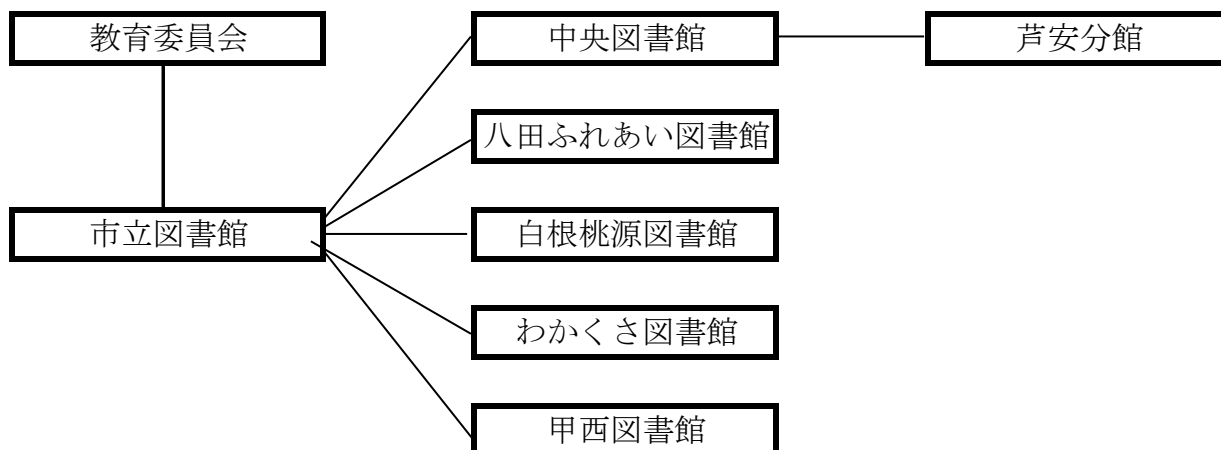 教育委員会
中央図書館
芦安分館
八田ふれあい図書館
市立図書館
白根桃源図書館
わかくさ図書館
甲西図書館